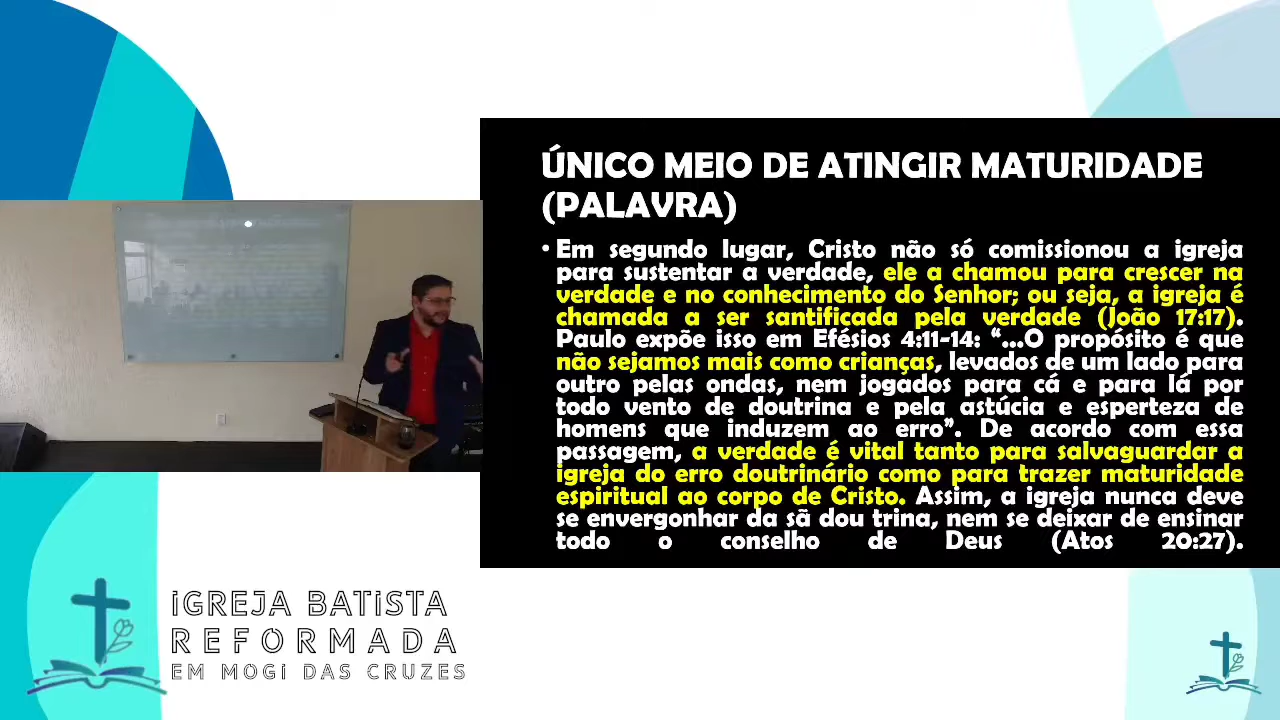 ÚNICO MEIO DE ATINGIR MATURIDADE
(PALAVRA)
• Em segundo lugar, Cristo não só comissionou a igreja
para sustentar a verdade, ele a chamou para crescer na
verdade e no conhecimento do Senhor; ou seja, a igreja é
chamada a ser santificada pela verdade (João 17:17).
Paulo expõe isso em Efésios 4:11-14: “...O propósito é que
não sejamos mais como crianças, levados de um lado para
outro pelas ondas, nem jogados para cá e para lá por
todo vento de doutrina e pela astúcia e esperteza de
homens que induzem ao erro”. De acordo com essa
passagem, a verdade é vital tanto para salvaguardar a
igreja do erro doutrinário como para trazer maturidade
espiritual ao corpo de Cristo. Assim, a igreja nunca deve
se envergonhar da sã dou trina, nem se deixar de ensinar
todo o conselho de Deus (Atos 20:27).
iGREJA BATiSTA
REFORMADA
EM MOGi DAS CRUZES